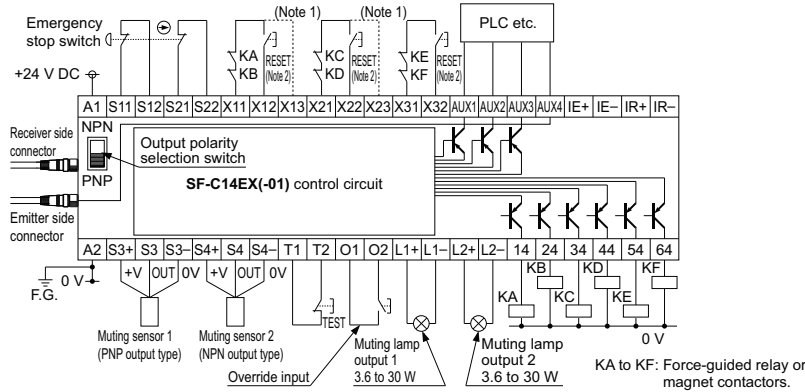 Emergency
stop switch
+24 V DC
(Note 1)
(Note 1)
PLC etc.
KA
KB
RESET
(Note 2)
KC
KD
RESET
(Note 2)
KE
KF
RESET
(Note 2)
A1 S11 S12 S21 S22 X11 X12 X13 X21 X22 X23 X31 X32 AUX1 AUX2 AUX3 AUX4 IE+ IE– IR+ IR–
NPN
PNP
Output polarity
selection switch
SF-C14EX(-01) control circuit
Receiver side
connector
Emitter side
connector
A2 S3+ S3 S3– S4+ S4 S4– T1 T2 O1 O2 L1+ L1– L2+ L2– 14 24 34 44 54 64
0 V
F.G.
+V OUT 0V +V OUT 0V
Muting sensor 1
(PNP output type)
Muting sensor 2
(NPN output type)
TEST
Override input
Muting lamp
output 1
3.6 to 30 W
Muting lamp
output 2
3.6 to 30 W
KA
KB
KC
KD
KE
KF
0 V
KA to KF: Force-guided relay or
magnet contactors.